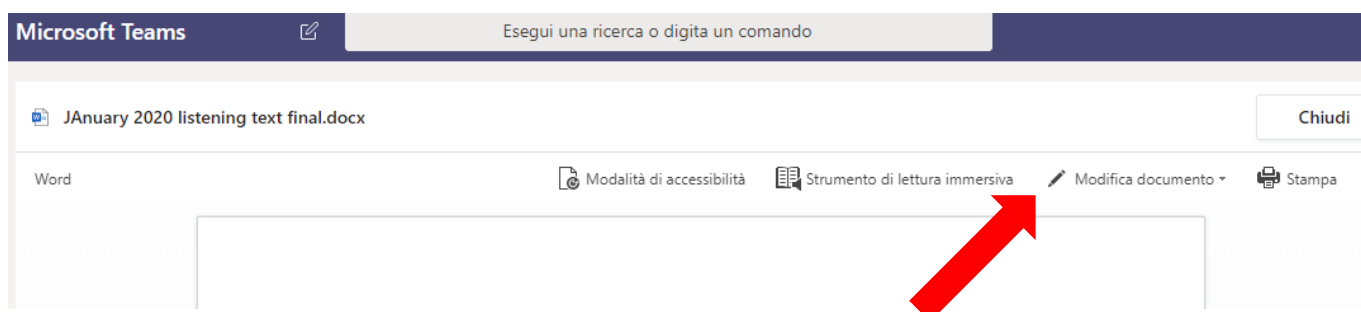 Microsoft Teams
Esegui una ricerca o digita un comando
JAnuary 2020 listening text final.docx
Chiudi
Word
Modalità di accessibilità
Strumento di lettura immersiva
Modifica documento
Stampa